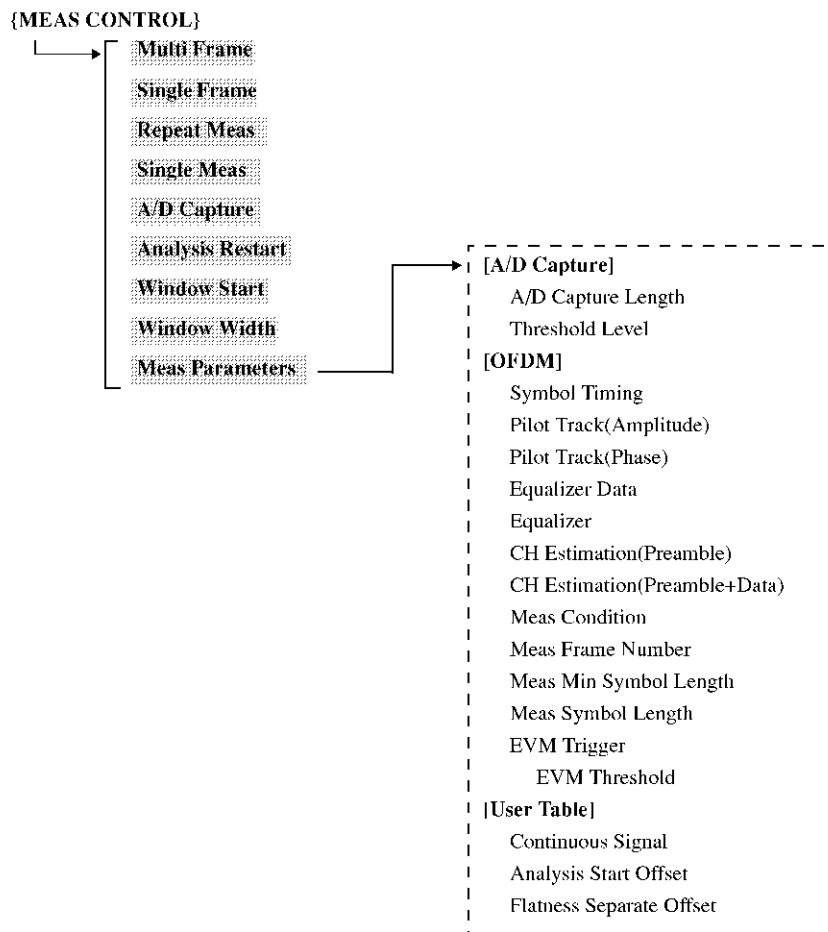 {MEAS CONTROL}
Multi Frame
Single Frame
Repeat Meas
Single Meas
A/D Capture
Analysis Restart
Window Start
Window Width
Meas Parameters
[A/D Capture]
A/D Capture Length
Threshold Level
[OFDM]
Symbol Timing
Pilot Track(Amplitude)
Pilot Track(Phase)
Equalizer Data
Equalizer
CH Estimation(Preamble)
CH Estimation(Preamble+Data)
Meas Condition
Meas Frame Number
Meas Min Symbol Length
Meas Symbol Length
EVM Trigger
EVM Threshold
[User Table]
Continuous Signal
Analysis Start Offset
Flatness Separate Offset